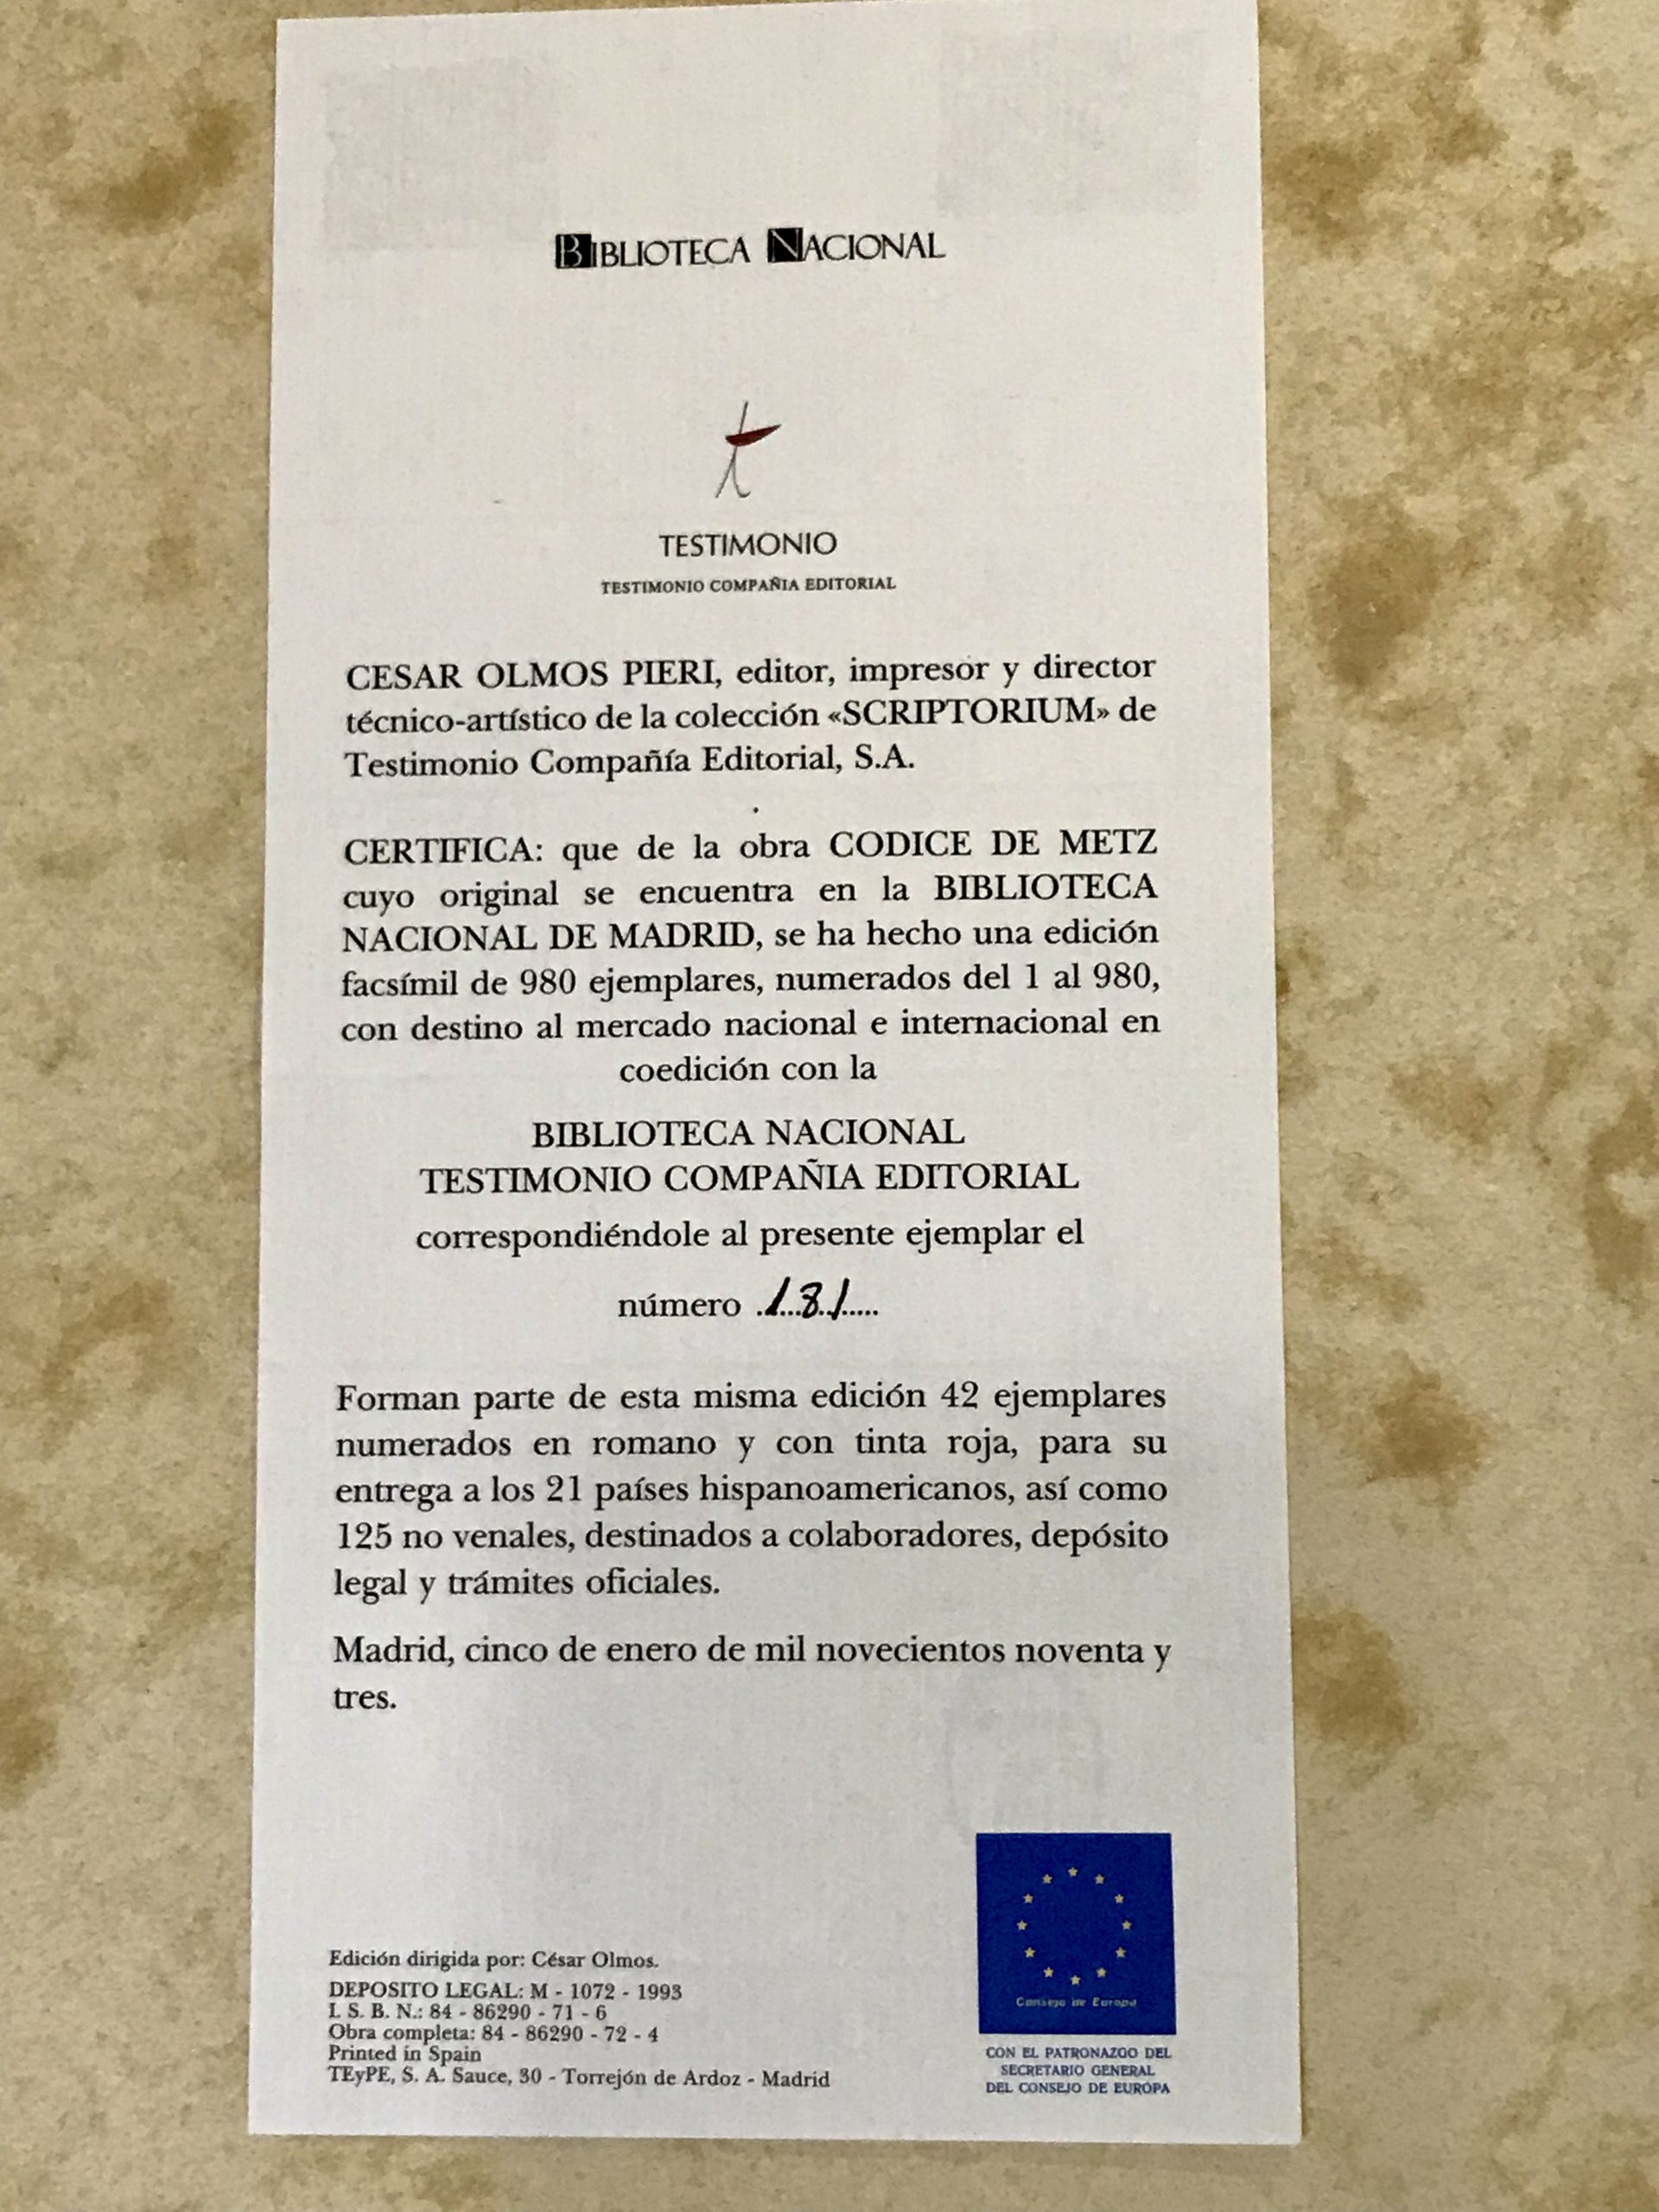 BIBLIOTECA NACIONAL
TESTIMONIO
TESTIMONIO COMPAÑIA EDITORIAL
CESAR OLMOS PIERI, editor, impresor y director
técnico-artístico de la colección «SCRIPTORIUM» de
Testimonio Compañía Editorial, S.A.
CERTIFICA: que de la obra CODICE DE METZ
cuyo original se encuentra en la BIBLIOTECA
NACIONAL DE MADRID, se ha hecho una edición
facsímil de 980 ejemplares, numerados del 1 al 980,
con destino al mercado nacional e internacional en
coedición con la
BIBLIOTECA NACIONAL
TESTIMONIO COMPAÑIA EDITORIAL
correspondiéndole al presente ejemplar el
número .1..8.1.....
Forman parte de esta misma edición 42 ejemplares
numerados en romano y con tinta roja, para su
entrega a los 21 países hispanoamericanos, así como
125 no venales, destinados a colaboradores, depósito
legal y trámites oficiales.
Madrid, cinco de enero de mil novecientos noventa y
tres.
Edición dirigida por: César Olmos.
DEPOSITO LEGAL: M - 1072 - 1993
I. S. B. N.: 84 - 86290 - 71 - 6
Obra completa: 84 - 86290 - 72 - 4
Printed in Spain
TEyPE, S. A. Sauce, 30 - Torrejón de Ardoz - Madrid
Consejo de Europa
CON EL PATRONAZGO DEL
SECRETARIO GENERAL
DEL CONSEJO DE EUROPA